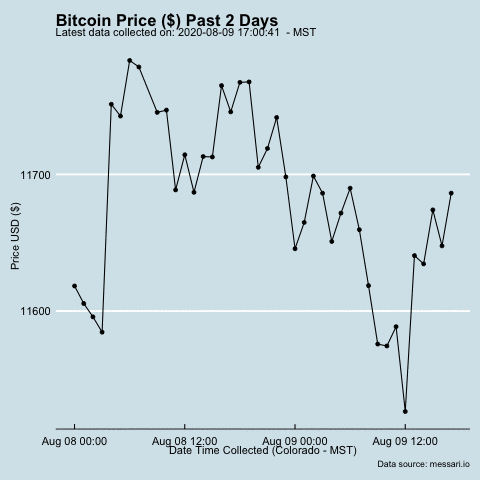 Bitcoin Price ($) Past 2 Days
Latest data collected on: 2020-08-09 17:00:41 - MST
11700
Price USD ($)
11600
Aug 08 00:00 Aug 08 12:00 Aug 09 00:00 Aug 09 12:00
Date Time Collected (Colorado - MST)
Data source: messari.io